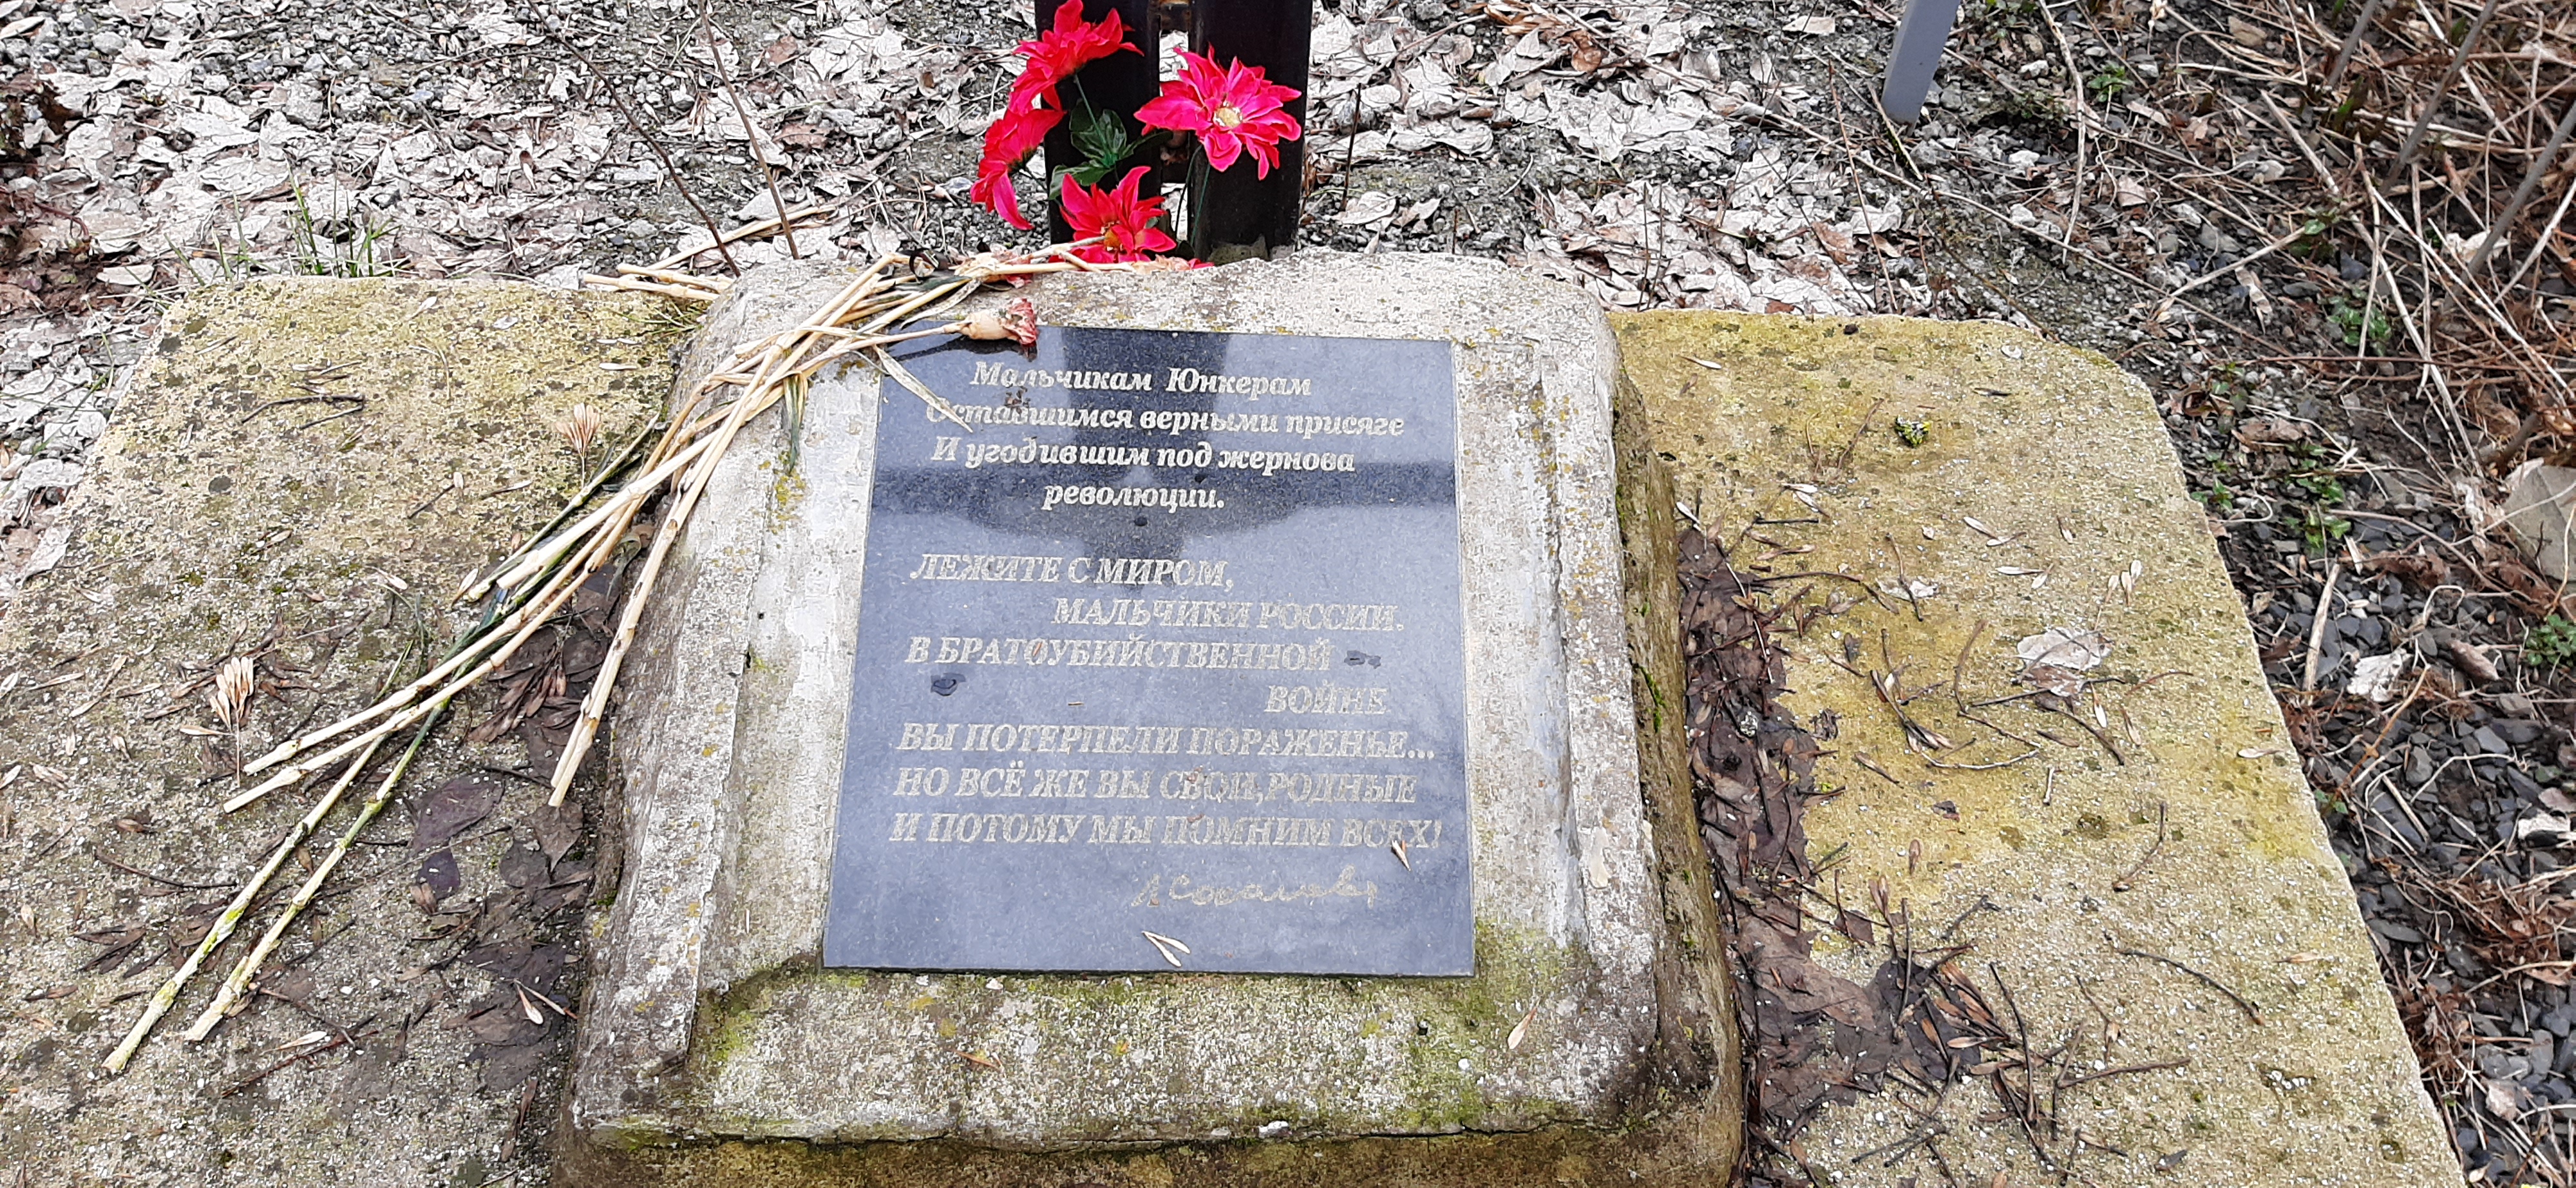 Мальчикам Юнкерам
Оставшимся верными присяге
И угодившим под жернова
революции.
ЛЕЖИТЕ С МИРОМ,
МАЛЬЧИКИ РОССИИ.
В БРАТОУБИЙСТВЕННОЙ
ВОЙНЕ
ВЫ ПОТЕРПЕЛИ ПОРАЖЕНЬЕ...
НО ВСЁ ЖЕ ВЫ СВОИ, РОДНЫЕ
И ПОТОМУ МЫ ПОМНИМ ВСЕХ!